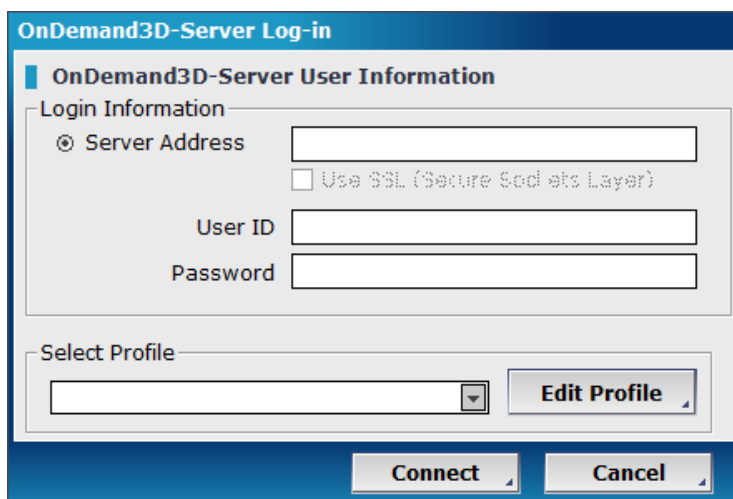 OnDemand3D-Server Log-in
OnDemand3D-Server User Information
Login Information
Server Address
Use SSL (Secure Sockets Layer)
User ID
Password
Select Profile
Edit Profile
Connect Cancel